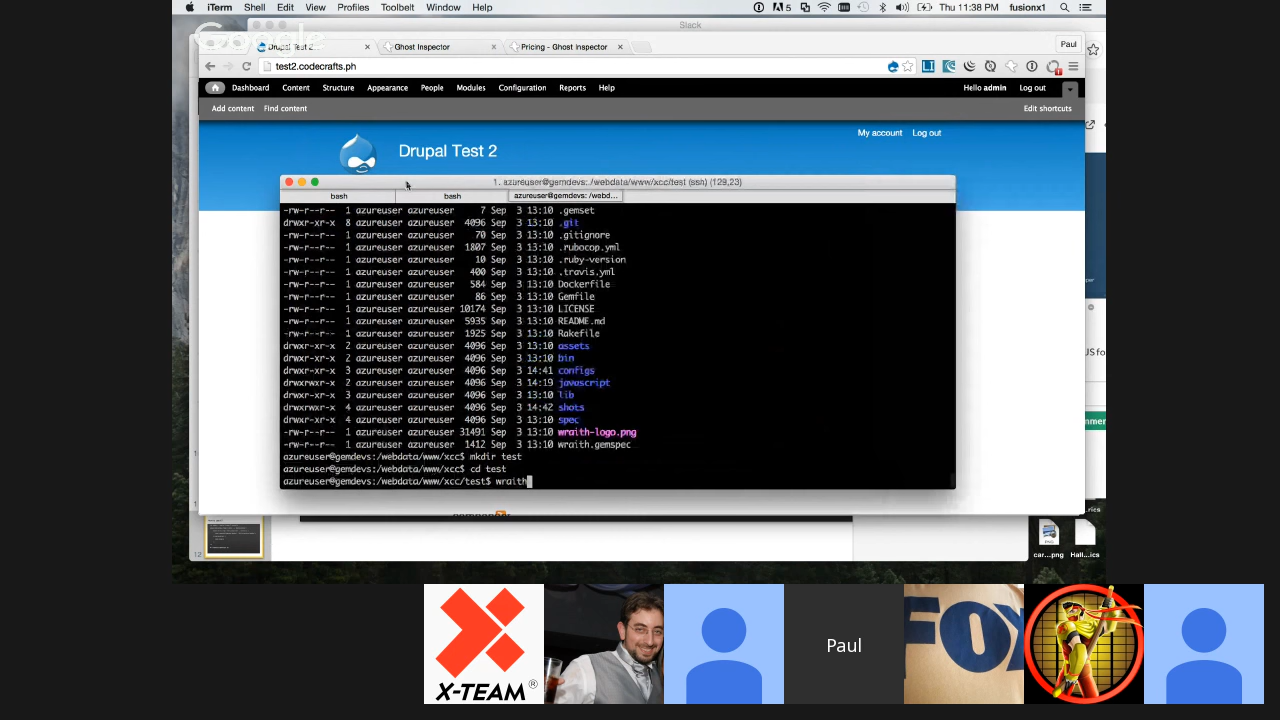 iTerm Shell Edit View Profiles Toolbelt Window Help
5 Thu 11:38 PM fusionx1
Slack
Google
Drupal Test 2 Ghost Inspector Pricing - Ghost Inspector Paul
test2.codecrafts.ph
Dashboard Content Structure Appearance People Modules Configuration Reports Help Hello admin Log out
Add content Find content Edit shortcuts
My account Log out
Drupal Test 2
1. azureuser@gemdevs: /webdata/www/xcc/test (ssh) (129,23)
bash bash azureuser@gemdevs: /webd...
-rw-r--r-- 1 azureuser azureuser 7 Sep 3 13:10 .gemset
drwxr-xr-x 8 azureuser azureuser 4096 Sep 3 13:10 .git
-rw-r--r-- 1 azureuser azureuser 70 Sep 3 13:10 .gitignore
-rw-r--r-- 1 azureuser azureuser 1807 Sep 3 13:10 .rubocop.yml
-rw-r--r-- 1 azureuser azureuser 10 Sep 3 13:10 .ruby-version
-rw-r--r-- 1 azureuser azureuser 400 Sep 3 13:10 .travis.yml
-rw-r--r-- 1 azureuser azureuser 584 Sep 3 13:10 Dockerfile
-rw-r--r-- 1 azureuser azureuser 86 Sep 3 13:10 Gemfile
-rw-r--r-- 1 azureuser azureuser 10174 Sep 3 13:10 LICENSE
-rw-r--r-- 1 azureuser azureuser 5935 Sep 3 13:10 README.md
-rw-r--r-- 1 azureuser azureuser 1925 Sep 3 13:10 Rakefile
drwxr-xr-x 2 azureuser azureuser 4096 Sep 3 13:10 assets
drwxr-xr-x 2 azureuser azureuser 4096 Sep 3 13:10 bin
drwxr-xr-x 3 azureuser azureuser 4096 Sep 3 14:41 configs
drwxrwxr-x 2 azureuser azureuser 4096 Sep 3 14:19 javascript
drwxr-xr-x 3 azureuser azureuser 4096 Sep 3 13:10 lib
drwxrwxr-x 4 azureuser azureuser 4096 Sep 3 14:42 shots
drwxr-xr-x 4 azureuser azureuser 4096 Sep 3 13:10 spec
-rw-r--r-- 1 azureuser azureuser 31491 Sep 3 13:10 wraith-logo.png
-rw-r--r-- 1 azureuser azureuser 1412 Sep 3 13:10 wraith.gemspec
azureuser@gemdevs:/webdata/www/xcc$ mkdir test
azureuser@gemdevs:/webdata/www/xcc$ cd test
azureuser@gemdevs:/webdata/www/xcc/test$ wraith
JS fo
mmer
.rics
12
PNG
car...png Hall...ics
X-TEAM®
Paul
FOX